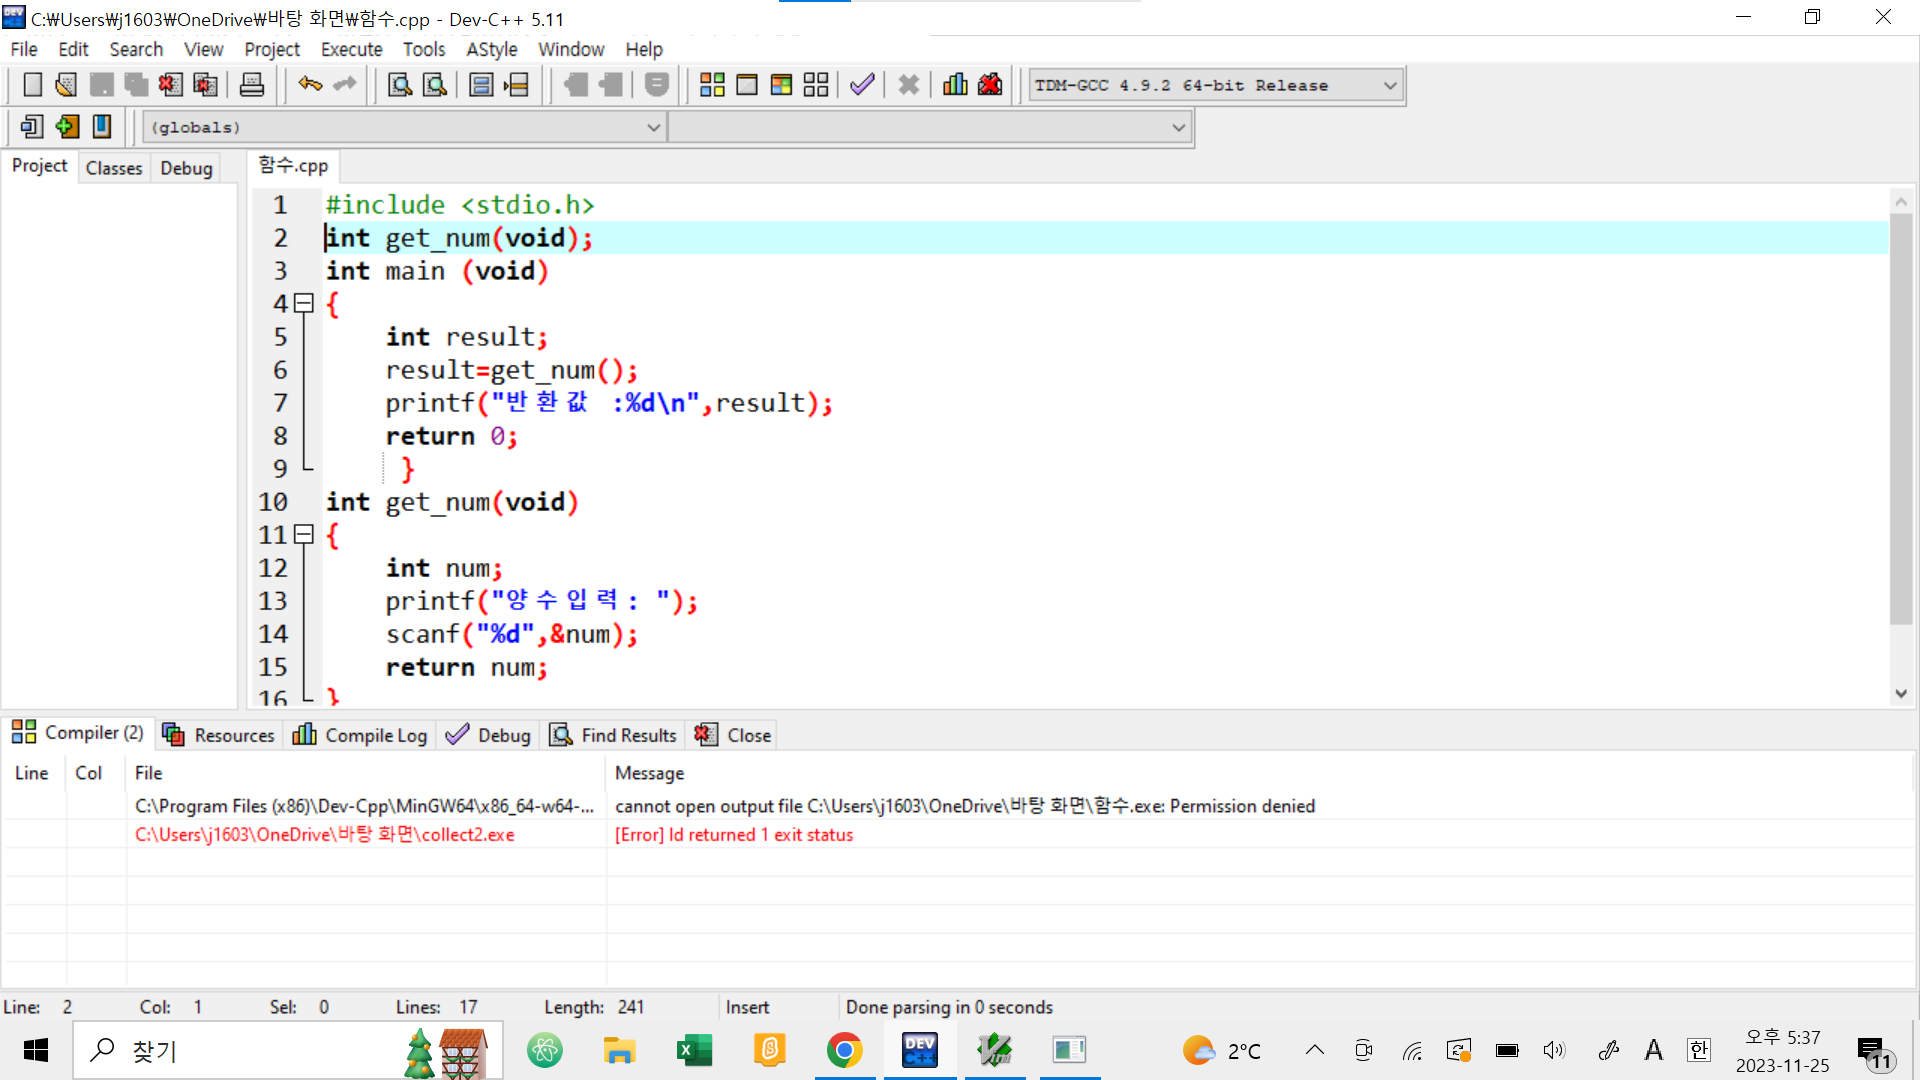 C:₩Users₩j1603₩OneDrive₩바탕 화면₩함수.cpp - Dev-C++ 5.11
File Edit Search View Project Execute Tools AStyle Window Help
TDM-GCC 4.9.2 64-bit Release
(globals)
Project Classes Debug
함수.cpp
1 #include <stdio.h>
2 int get_num(void);
3 int main (void)
4 {
5 int result;
6 result=get_num();
7 printf("반환값 :%d\n",result);
8 return 0;
9 }
10 int get_num(void)
11 {
12 int num;
13 printf("양수입력: ");
14 scanf("%d",&num);
15 return num;
16 }
Compiler (2) Resources Compile Log Debug Find Results Close
Line Col File Message
C:\Program Files (x86)\Dev-Cpp\MinGW64\x86_64-w64-... cannot open output file C:\Users\j1603\OneDrive\바탕 화면\함수.exe: Permission denied
C:\Users\j1603\OneDrive\바탕 화면\collect2.exe [Error] ld returned 1 exit status
Line: 2 Col: 1 Sel: 0 Lines: 17 Length: 241 Insert Done parsing in 0 seconds
찾기
DEV C++
2°C
A
한
오후 5:37
2023-11-25
11